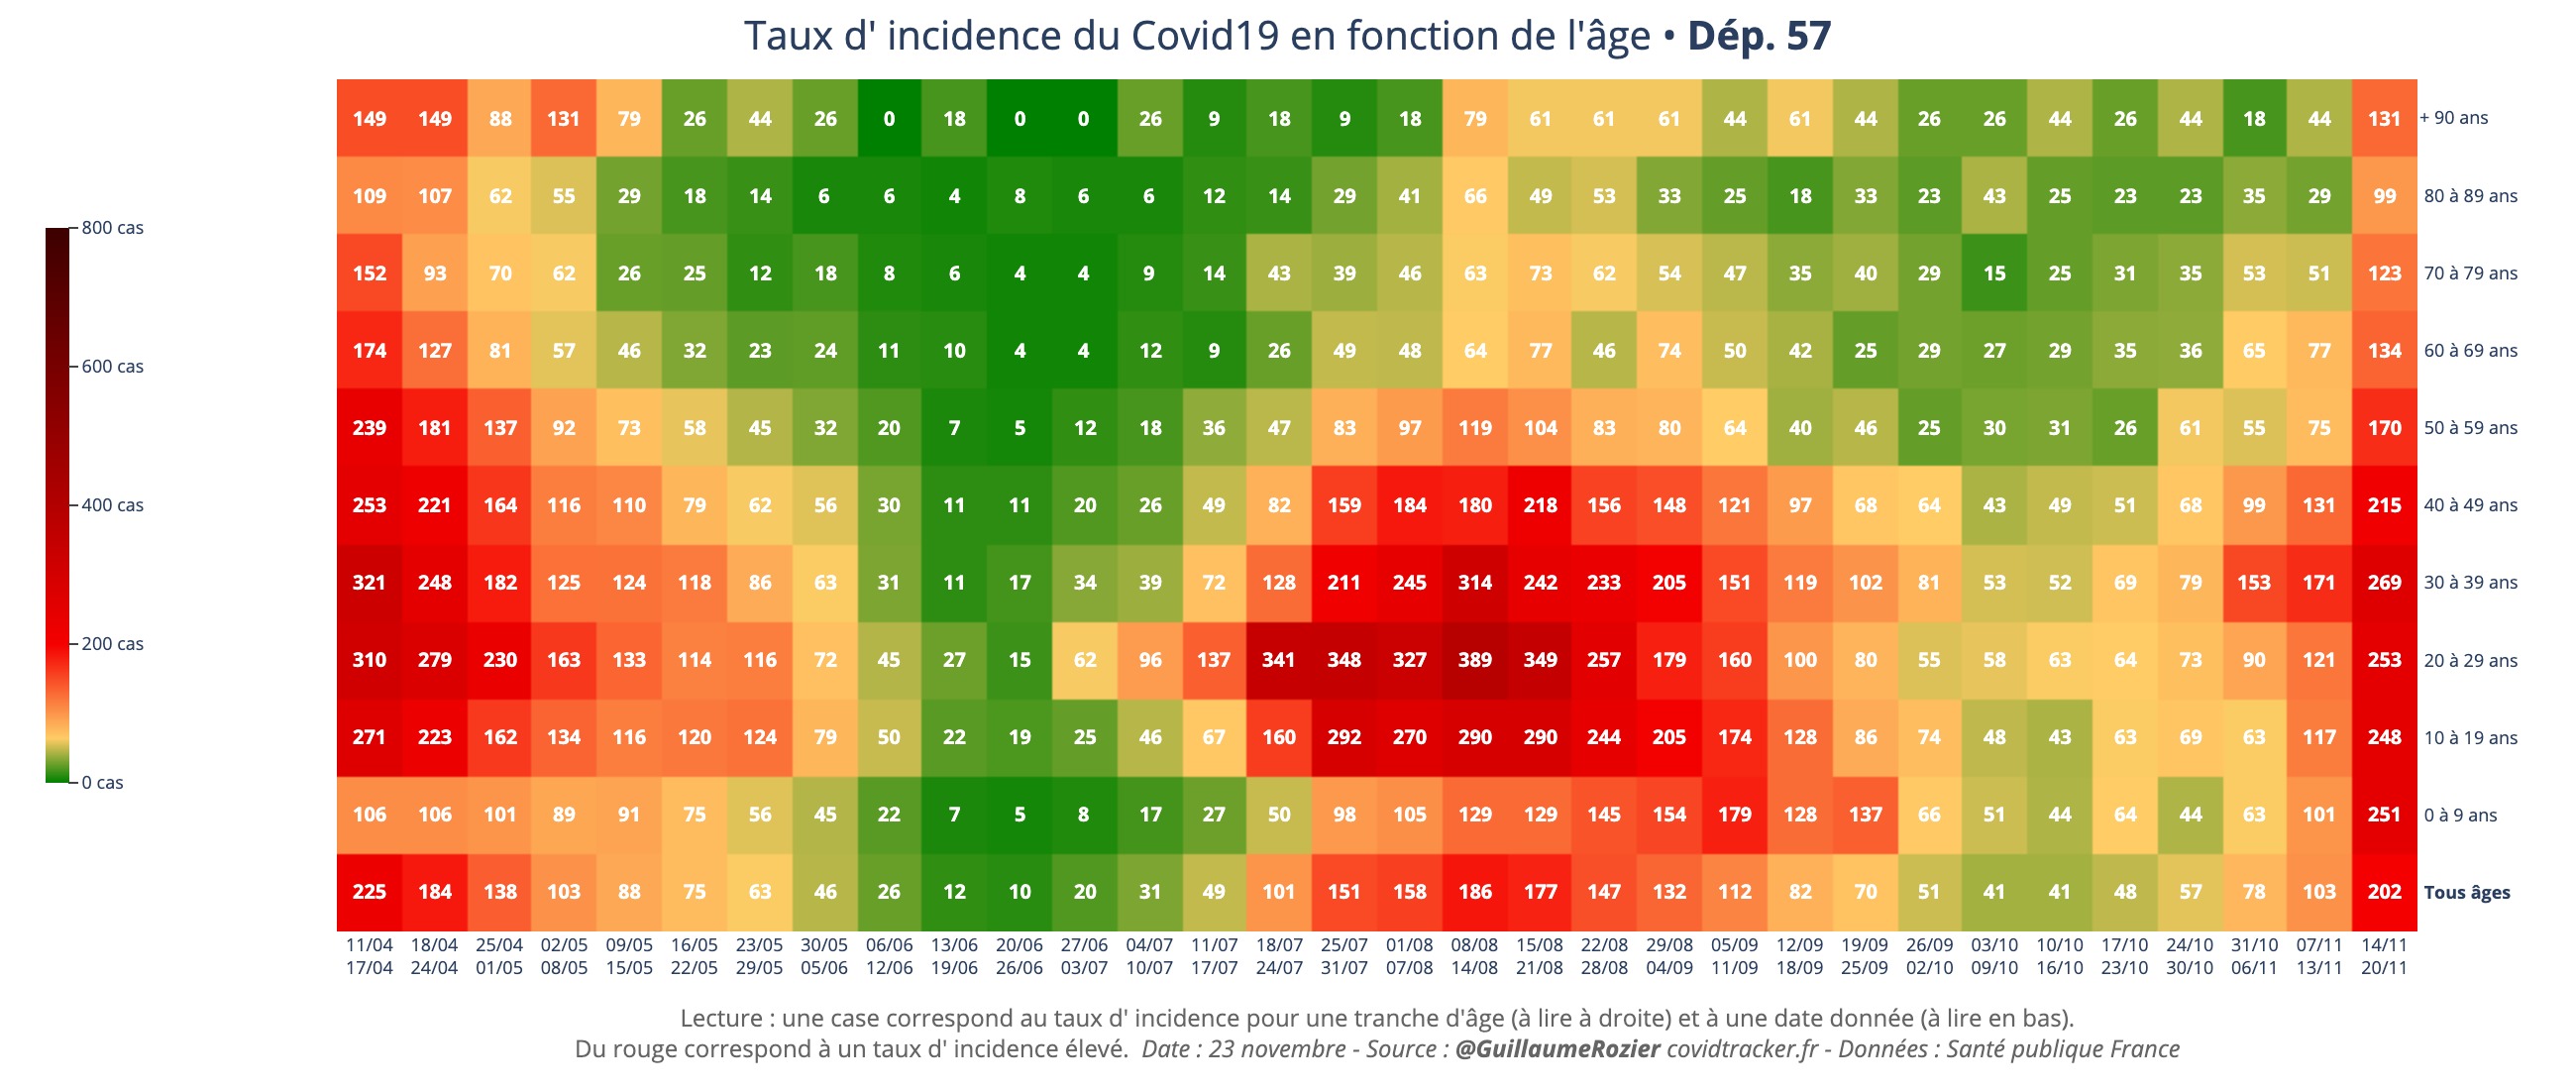 Taux d' incidence du Covid19 en fonction de l'âge • Dép. 57
800 cas
600 cas
400 cas
200 cas
0 cas
149 149 88 131 79 26 44 26 0 18 0 0 26 9 18 9 18 79 61 61 61 44 61 44 26 26 44 26 44 18 44 131 + 90 ans
109 107 62 55 29 18 14 6 6 4 8 6 6 12 14 29 41 66 49 53 33 25 18 33 23 43 25 23 23 35 29 99 80 à 89 ans
152 93 70 62 26 25 12 18 8 6 4 4 9 14 43 39 46 63 73 62 54 47 35 40 29 15 25 31 35 53 51 123 70 à 79 ans
174 127 81 57 46 32 23 24 11 10 4 4 12 9 26 49 48 64 77 46 74 50 42 25 29 27 29 35 36 65 77 134 60 à 69 ans
239 181 137 92 73 58 45 32 20 7 5 12 18 36 47 83 97 119 104 83 80 64 40 46 25 30 31 26 61 55 75 170 50 à 59 ans
253 221 164 116 110 79 62 56 30 11 11 20 26 49 82 159 184 180 218 156 148 121 97 68 64 43 49 51 68 99 131 215 40 à 49 ans
321 248 182 125 124 118 86 63 31 11 17 34 39 72 128 211 245 314 242 233 205 151 119 102 81 53 52 69 79 153 171 269 30 à 39 ans
310 279 230 163 133 114 116 72 45 27 15 62 96 137 341 348 327 389 349 257 179 160 100 80 55 58 63 64 73 90 121 253 20 à 29 ans
271 223 162 134 116 120 124 79 50 22 19 25 46 67 160 292 270 290 290 244 205 174 128 86 74 48 43 63 69 63 117 248 10 à 19 ans
106 106 101 89 91 75 56 45 22 7 5 8 17 27 50 98 105 129 129 145 154 179 128 137 66 51 44 64 44 63 101 251 0 à 9 ans
225 184 138 103 88 75 63 46 26 12 10 20 31 49 101 151 158 186 177 147 132 112 82 70 51 41 41 48 57 78 103 202 Tous âges
11/04 18/04 25/04 02/05 09/05 16/05 23/05 30/05 06/06 13/06 20/06 27/06 04/07 11/07 18/07 25/07 01/08 08/08 15/08 22/08 29/08 05/09 12/09 19/09 26/09 03/10 10/10 17/10 24/10 31/10 07/11 14/11
17/04 24/04 01/05 08/05 15/05 22/05 29/05 05/06 12/06 19/06 26/06 03/07 10/07 17/07 24/07 31/07 07/08 14/08 21/08 28/08 04/09 11/09 18/09 25/09 02/10 09/10 16/10 23/10 30/10 06/11 13/11 20/11
Lecture : une case correspond au taux d' incidence pour une tranche d'âge (à lire à droite) et à une date donnée (à lire en bas).
Du rouge correspond à un taux d' incidence élevé. Date : 23 novembre - Source : @GuillaumeRozier covidtracker.fr - Données : Santé publique France